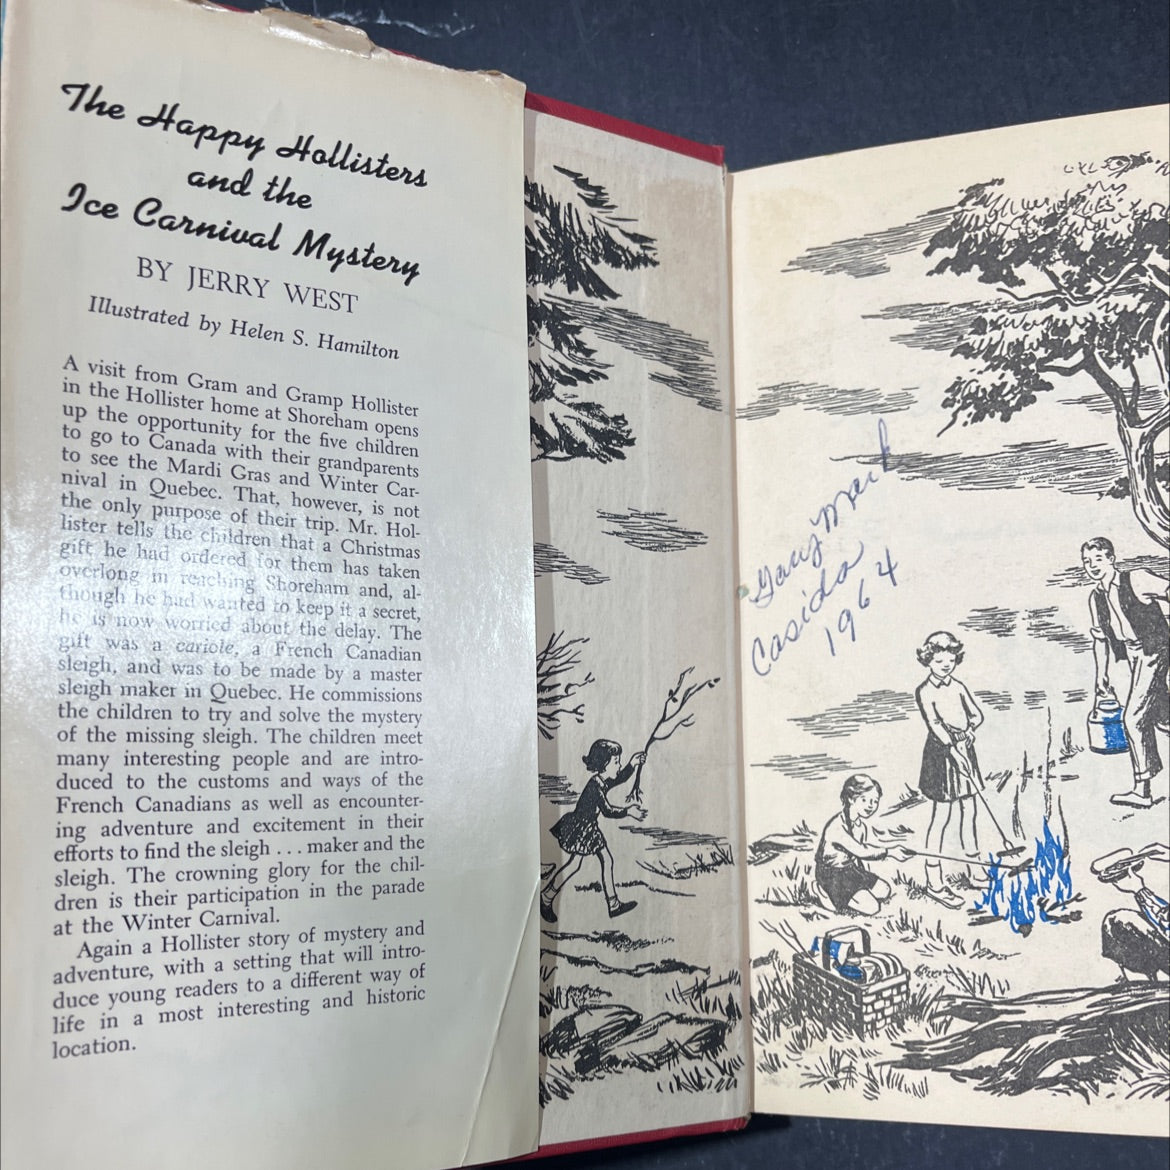 The Happy Hollisters
and the
Ice Carnival Mystery
BY JERRY WEST
Illustrated by Helen S. Hamilton
A visit from Gram and Gramp Hollister
in the Hollister home at Shoreham opens
up the opportunity for the five children
to go to Canada with their grandparents
to see the Mardi Gras and Winter Car-
nival in Quebec. That, however, is not
the only purpose of their trip. Mr. Hol-
lister tells the children that a Christmas
gift he had ordered for them has taken
overlong in reaching Shoreham and, al-
though he had wanted to keep it a secret,
he is now worried about the delay. The
gift was a cariole, a French Canadian
sleigh, and was to be made by a master
sleigh maker in Quebec. He commissions
the children to try and solve the mystery
of the missing sleigh. The children meet
many interesting people and are intro-
duced to the customs and ways of the
French Canadians as well as encounter-
ing adventure and excitement in their
efforts to find the sleigh . . . maker and the
sleigh. The crowning glory for the chil-
dren is their participation in the parade
at the Winter Carnival.
Again a Hollister story of mystery and
adventure, with a setting that will intro-
duce young readers to a different way of
life in a most interesting and historic
location.
Gary Mark
Casida
1964